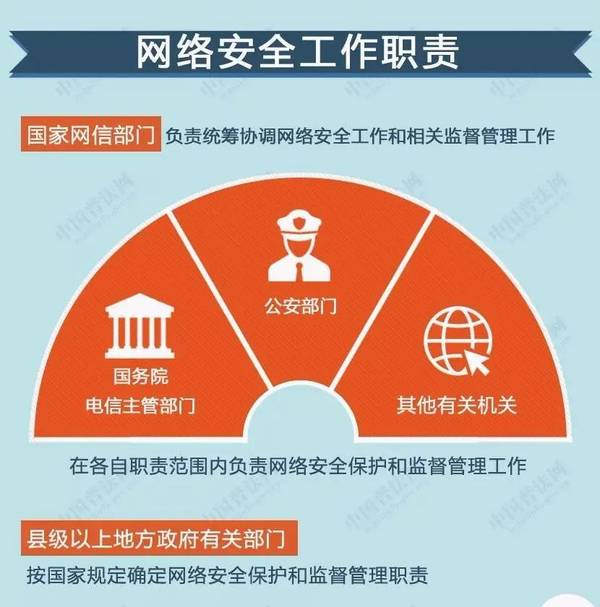 网络安全工作职责
国家网信部门 负责统筹协调网络安全工作和相关监督管理工作
公安部门
国务院
电信主管部门
其他有关机关
在各自职责范围内负责网络安全保护和监督管理工作
县级以上地方政府有关部门
按国家规定确定网络安全保护和监督管理职责